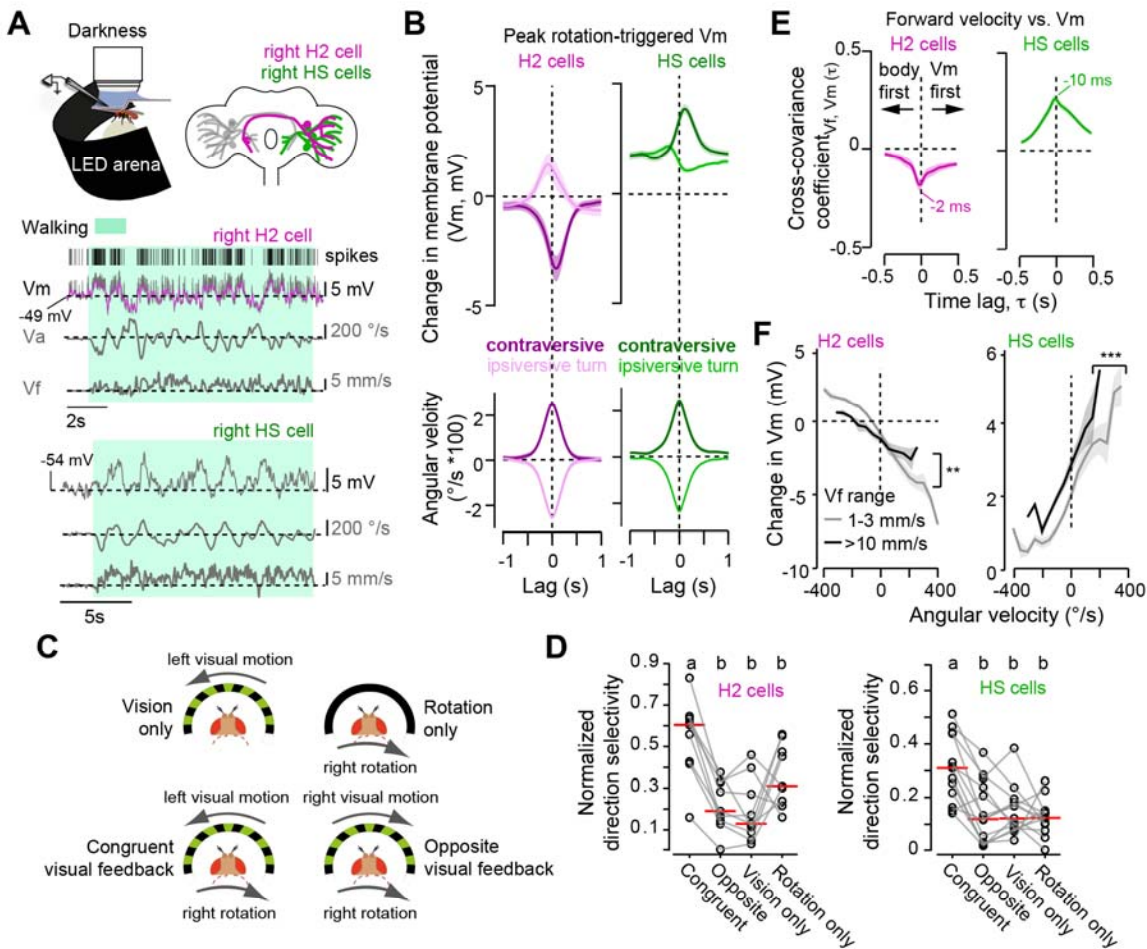 A
Darkness
right H2 cell
right HS cells
LED arena
Walking
right H2 cell
spikes
Vm
5 mV
-49 mV
Va
200 °/s
Vf
5 mm/s
2s
right HS cell
-54 mV
5 mV
200 °/s
5 mm/s
5s
B
Peak rotation-triggered Vm
H2 cells
HS cells
Change in membrane potential
(Vm, mV)
5
0
-5
contraversive
ipsiversive turn
contraversive
ipsiversive turn
Angular veloity
(°/s *100)
2
0
-2
-1 0 1
-1 0 1
Lag (s)
Lag (s)
C
left visual motion
Vision
only
Rotation
only
right rotation
left visual motion
right visual motion
Congruent
visual feedback
Opposite
visual feedback
right rotation
right rotation
D
a b b b
H2 cells
Normalized
direction selectivity
0.9
0.7
0.5
0.3
0.1
Congruent
Opposite
Vision only
Rotation only
a b b b
HS cells
Normalized
direction selectivity
0.6
0.4
0.2
0
Congruent
Opposite
Vision only
Rotation only
E
Forward velocity vs. Vm
H2 cells
HS cells
Cross-covariance
coefficient Vf, Vm (τ)
0.5
0
-0.5
body
first
Vm
first
-2 ms
-10 ms
-0.5 0 0.5
-0.5 0 0.5
Time lag, τ (s)
F
H2 cells
HS cells
Change in Vm (mV)
5
0
-5
-10
**
Vf range
1-3 mm/s
>10 mm/s
6
4
2
0
***
-400 0 400
-400 0 400
Angular velocity (°/s)